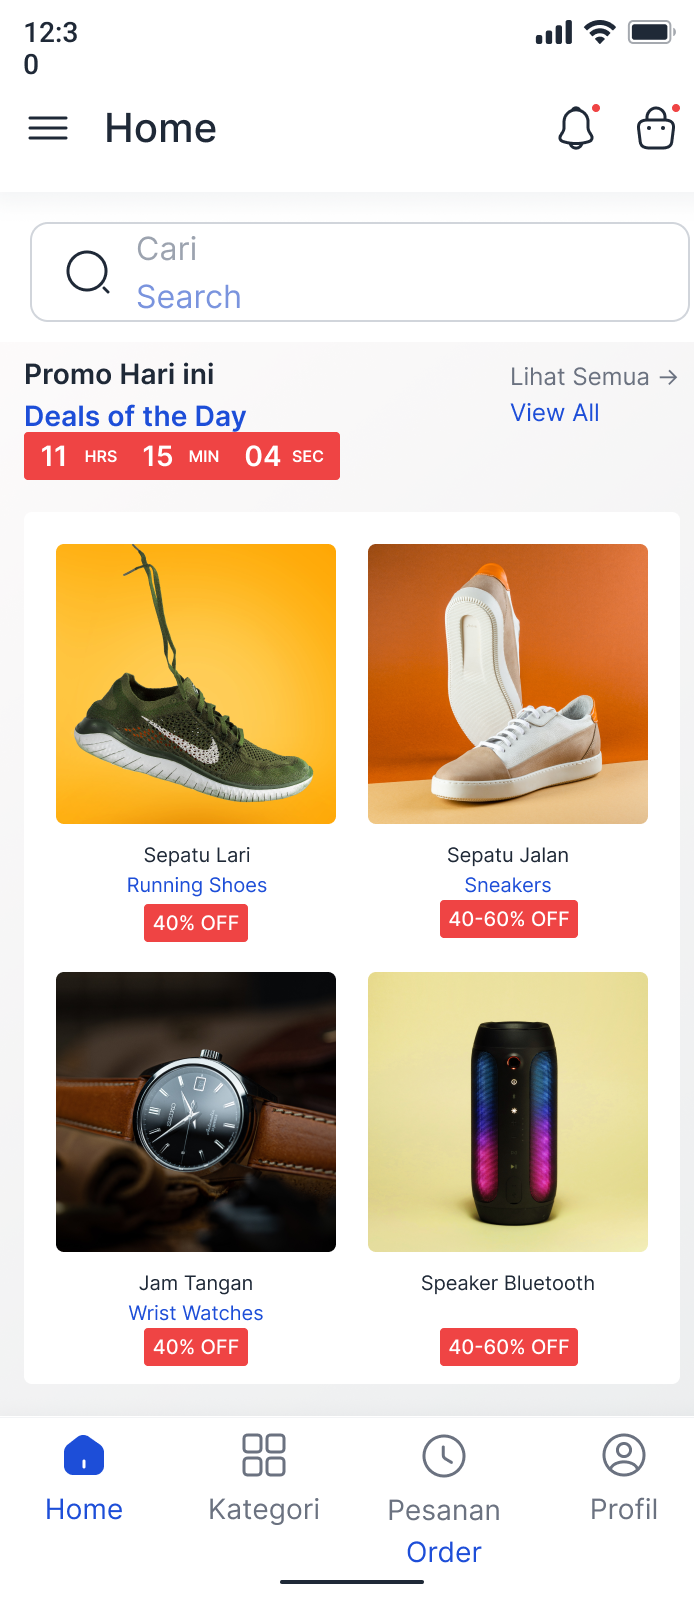 12:3
0
Home
Cari
Search
Promo Hari ini
Lihat Semua →
Deals of the Day
View All
11 HRS 15 MIN 04 SEC
Sepatu Lari
Running Shoes
40% OFF
Sepatu Jalan
Sneakers
40-60% OFF
Jam Tangan
Wrist Watches
40% OFF
Speaker Bluetooth
40-60% OFF
Home
Kategori
Pesanan
Order
Profil